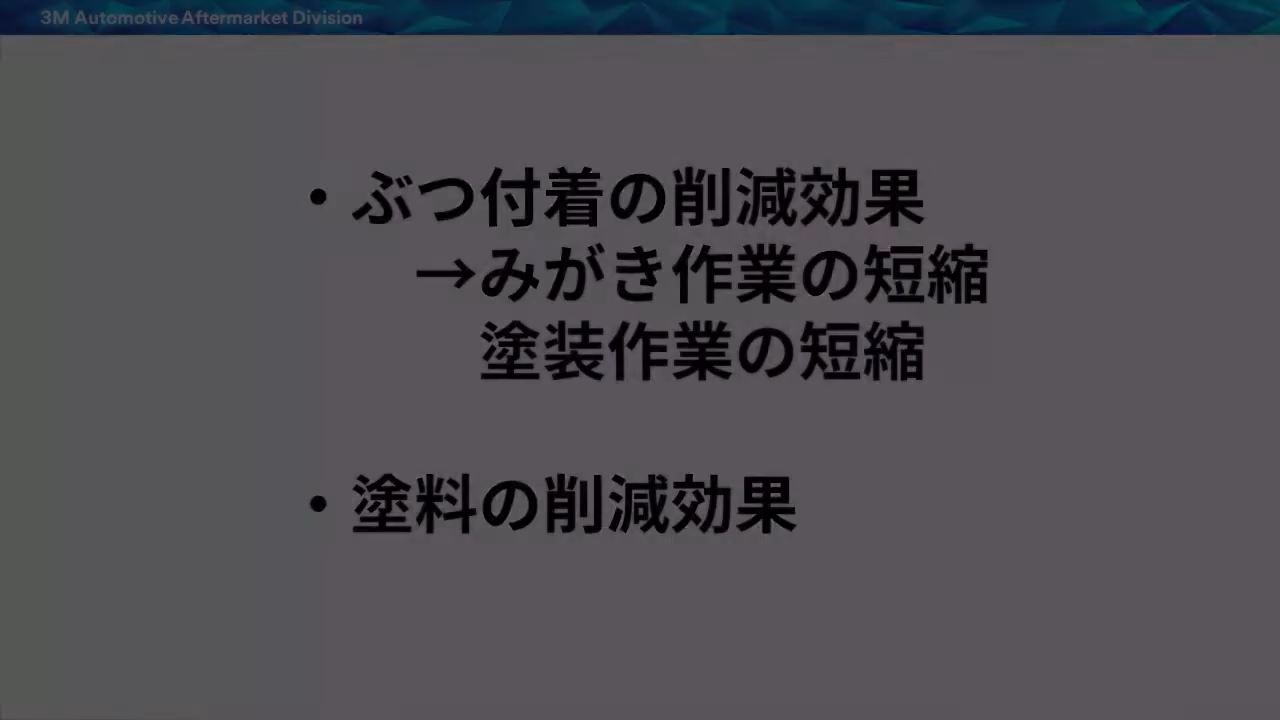 3M Automotive Aftermarket Division
・ぶつ付着の削減効果
→みがき作業の短縮
塗装作業の短縮
・塗料の削減効果